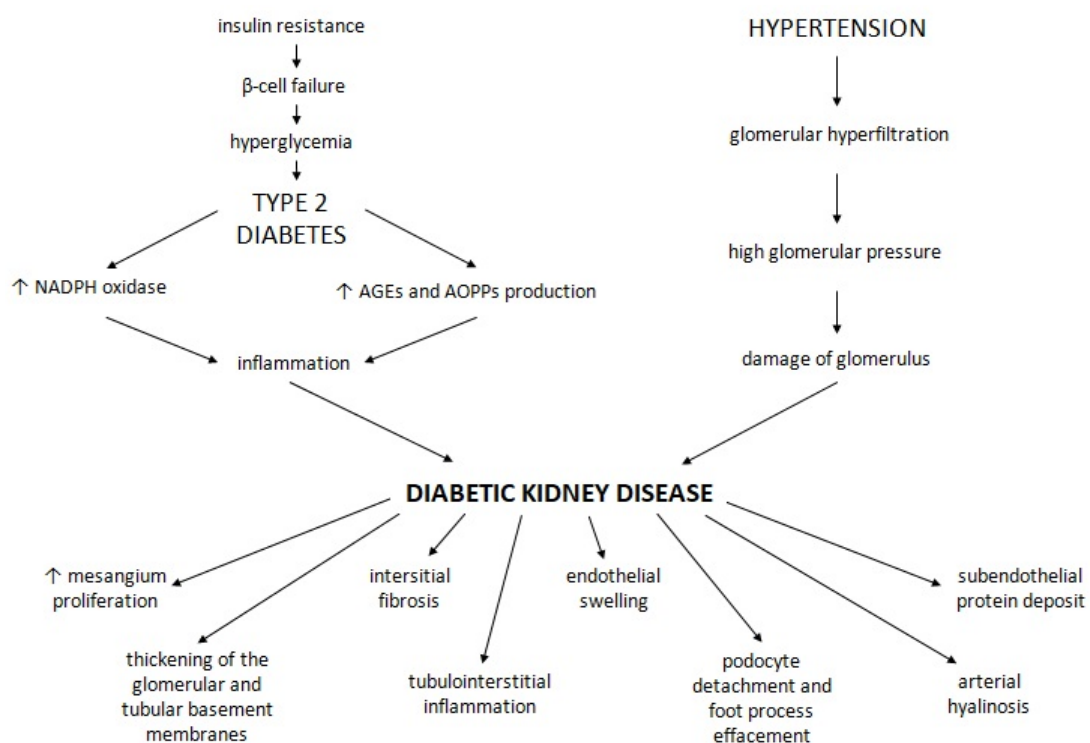 insulin resistance
HYPERTENSION
β-cell failure
glomerular hyperfiltration
hyperglycemia
TYPE 2
DIABETES
high glomerular pressure
↑ NADPH oxidase
↑ AGEs and AOPPs production
inflammation
damage of glomerulus
DIABETIC KIDNEY DISEASE
↑ mesangium
proliferation
intersitial
fibrosis
endothelial
swelling
subendothelial
protein deposit
thickening of the
glomerular and
tubular basement
membranes
tubulointerstitial
inflammation
podocyte
detachment and
foot process
effacement
arterial
hyalinosis